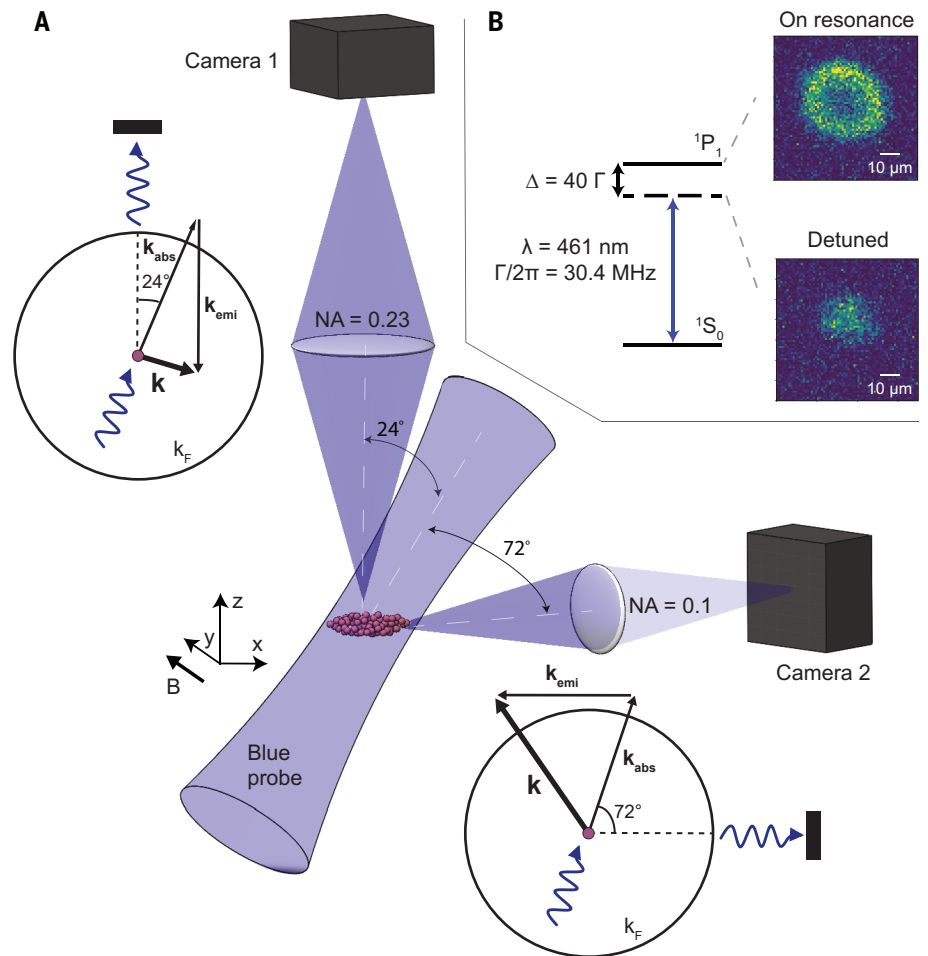 A
Camera 1
k_abs
24°
k_emi
k
k_F
NA = 0.23
24°
72°
NA = 0.1
Camera 2
z
y
x
B
Blue
probe
k_emi
k_abs
k
72°
k_F
B
On resonance
10 µm
¹P₁
Δ = 40 Γ
λ = 461 nm
Γ/2π = 30.4 MHz
¹S₀
Detuned
10 µm